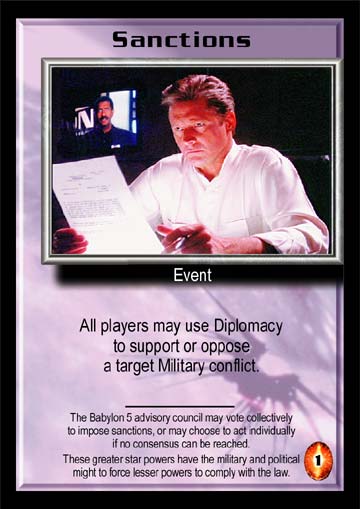 Sanctions
N
Event
All players may use Diplomacy
to support or oppose
a target Military conflict.
The Babylon 5 advisory council may vote collectively
to impose sanctions, or may choose to act individually
if no consensus can be reached.
These greater star powers have the military and political
might to force lesser powers to comply with the law.
1